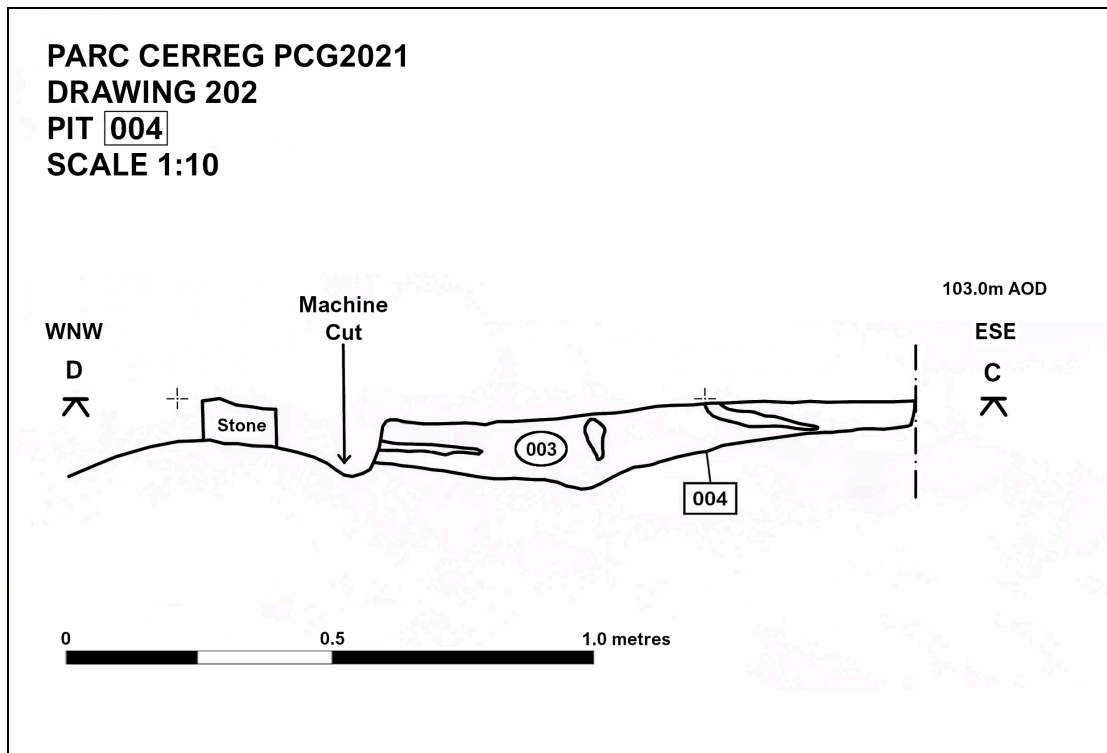 PARC CERREG PCG2021
DRAWING 202
PIT 004
SCALE 1:10
103.0m AOD
Machine
Cut
WNW
ESE
D
C
Stone
003
004
0 0.5 1.0 metres